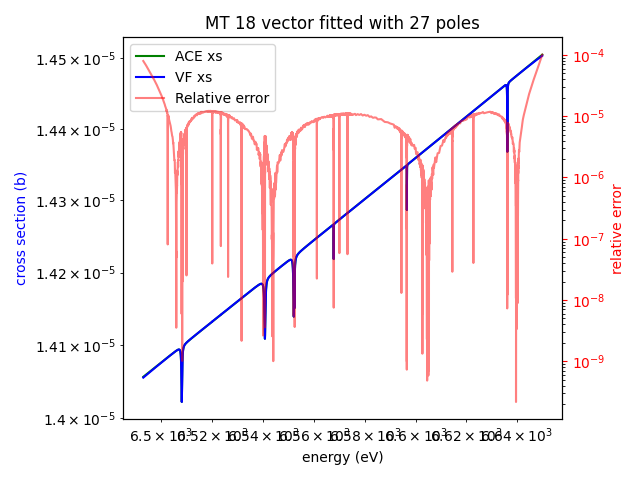 MT 18 vector fitted with 27 poles
ACE xs
VF xs
Relative error
1.45 × 10⁻⁵
1.44 × 10⁻⁵
1.43 × 10⁻⁵
1.42 × 10⁻⁵
1.41 × 10⁻⁵
1.4 × 10⁻⁵
cross section (b)
10⁻⁴
10⁻⁵
10⁻⁶
10⁻⁷
10⁻⁸
10⁻⁹
relative error
6.5 × 10³ 6.52 × 10³ 6.54 × 10³ 6.56 × 10³ 6.58 × 10³ 6.6 × 10³ 6.62 × 10³ 6.64 × 10³
energy (eV)